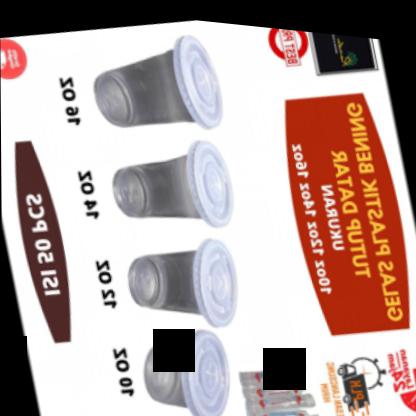 GELAS PLASTIK BENING
TUTUP DATAR
UKURAN
10oz 12oz 14oz 16oz
16 OZ
14 OZ
12 OZ
10 OZ
ISI 50 PCS